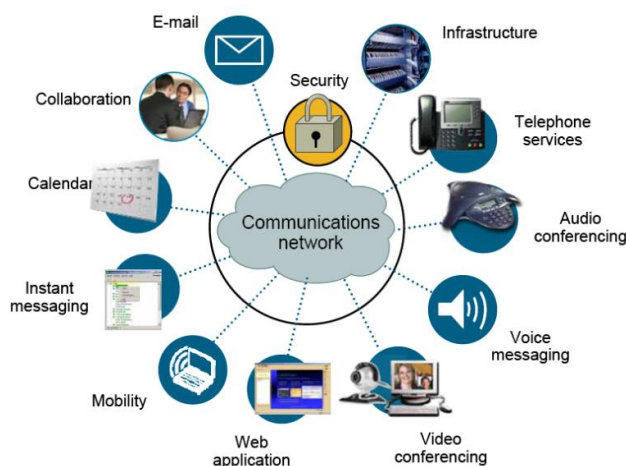 E-mail
Infrastructure
Security
Collaboration
Telephone
services
Calendar
Communications
network
Audio
conferencing
Instant
messaging
Voice
messaging
Mobility
Web
application
Video
conferencing